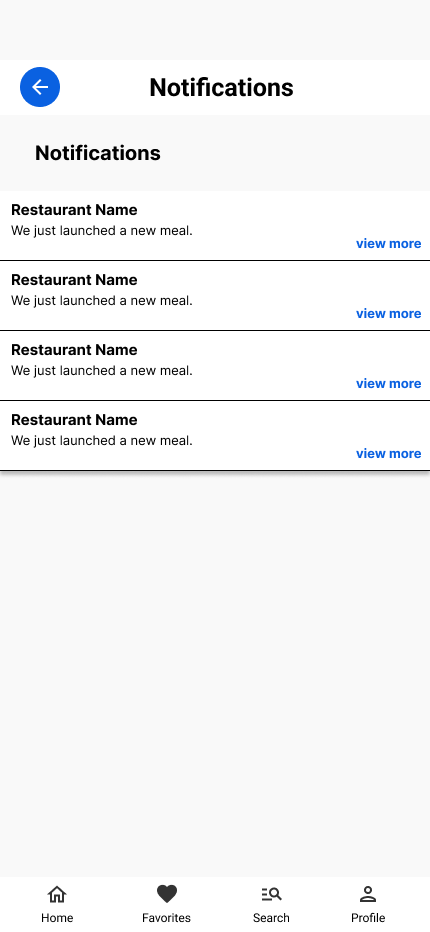 Notifications
Notifications
Restaurant Name
We just launched a new meal.
view more
Restaurant Name
We just launched a new meal.
view more
Restaurant Name
We just launched a new meal.
view more
Restaurant Name
We just launched a new meal.
view more
Home Favorites Search Profile